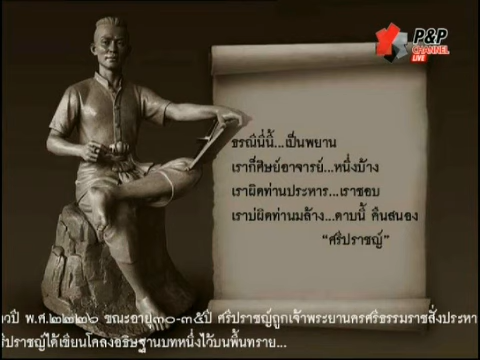 P&P
CHANNEL
LIVE
ธรณีนี่นี้...เป็นพยาน
เราก็ศิษย์อาจารย์...หนึ่งบ้าง
เราผิดท่านประหาร...เราชอบ
เราบ่ผิดท่านมล้าง...ดาบนี้ คืนสนอง
“ศรีปราชญ์”
พ.ศ.๒๒๒๖ ขณะอายุ๓๐-๓๕ปี ศรีปราชญ์ถูกเจ้าพระยานครศรีธรรมราชสั่งประหา
รีปราชญ์ได้เขียนโคลงอธิษฐานบทหนึ่งไว้บนพื้นทราย...